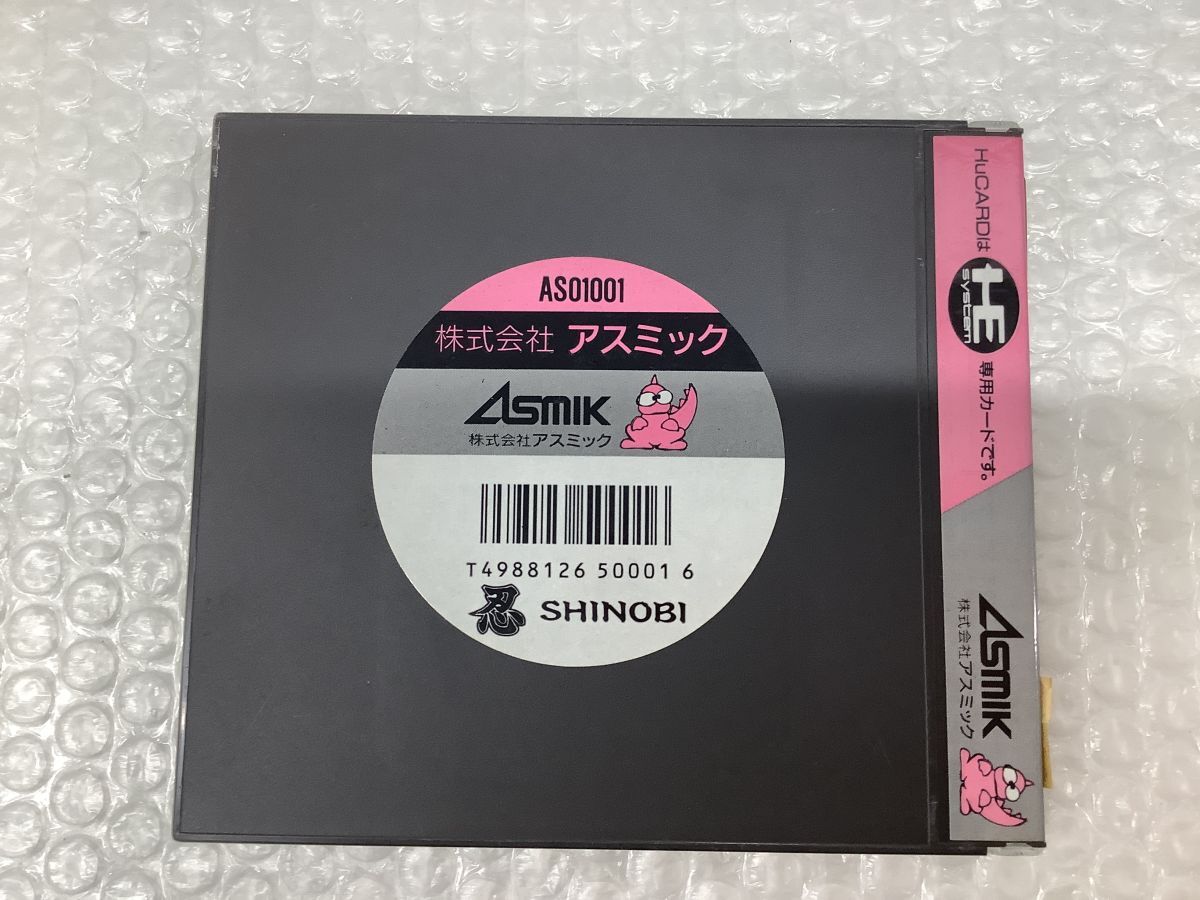 AS01001
株式会社 アスミック
ASMIK
株式会社アスミック
T4988126 50001 6
忍 SHINOBI
HuCARDは
HE
system
専用カードです。
ASMIK
株式会社アスミック